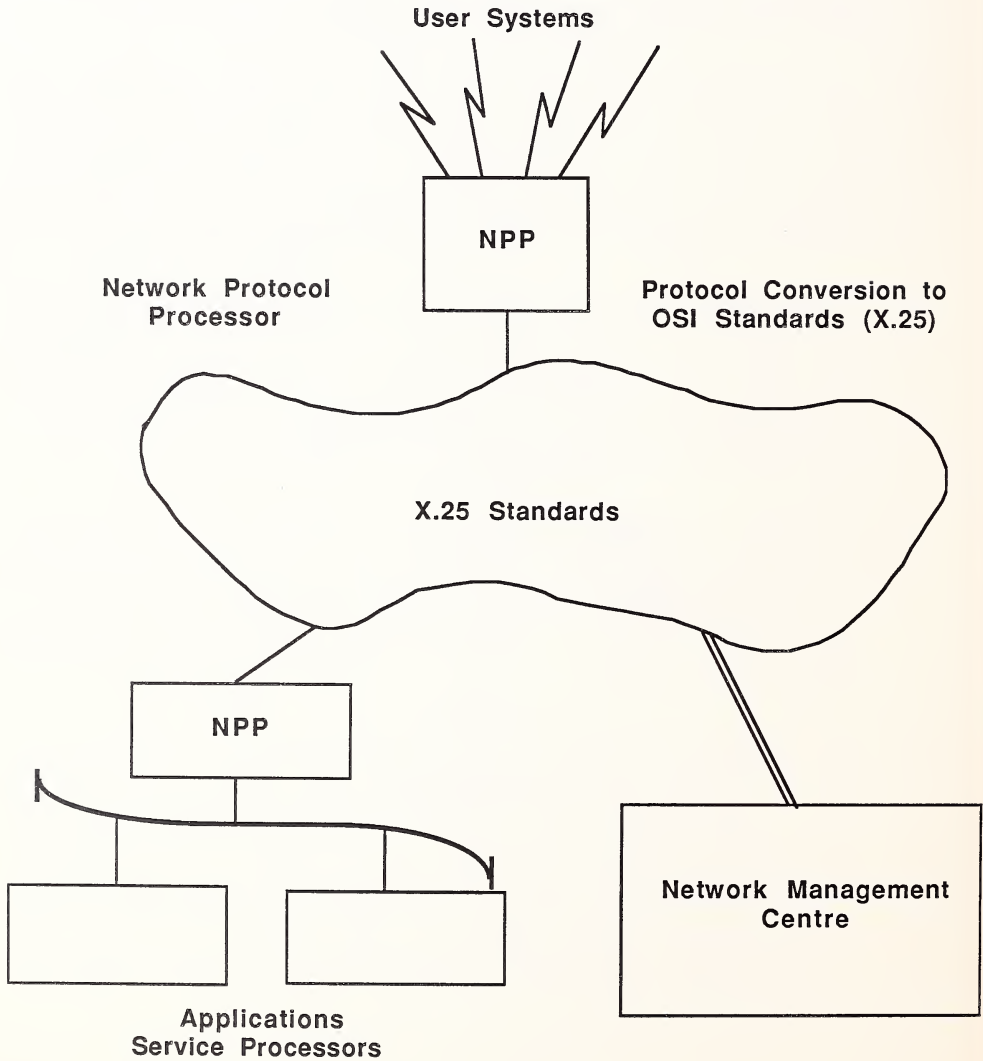 User Systems
NPP
Network Protocol
Processor
Protocol Conversion to
OSI Standards (X.25)
X.25 Standards
NPP
Network Management
Centre
Applications
Service Processors